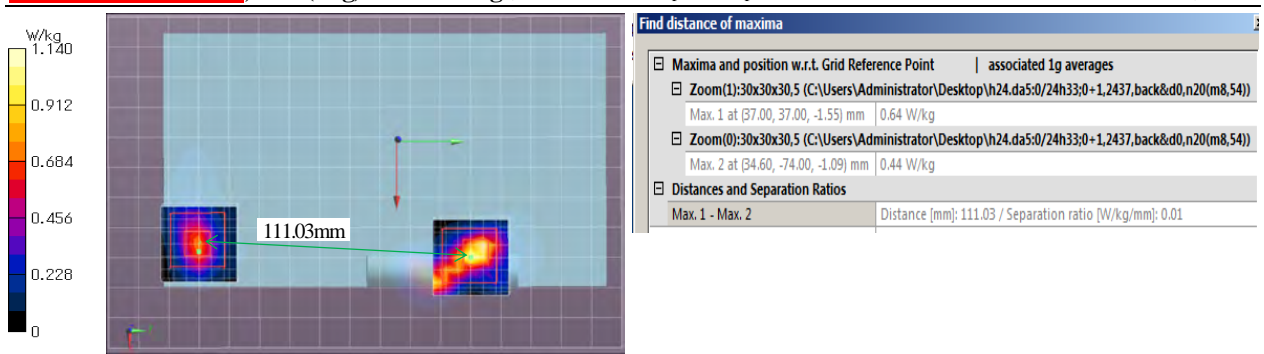 W/kg
1.140
0.912
0.684
0.456
0.228
0
111.03mm
Find distance of maxima
Maxima and position w.r.t. Grid Reference Point | associated 1g averages
Zoom(1):30x30x30,5 (C:\Users\Administrator\Desktop\h24.da5:0/24h33;0+1,2437,back&d0,n20(m8,54))
Max. 1 at (37.00, 37.00, -1.55) mm 0.64 W/kg
Zoom(0):30x30x30,5 (C:\Users\Administrator\Desktop\h24.da5:0/24h33;0+1,2437,back&d0,n20(m8,54))
Max. 2 at (34.60, -74.00, -1.09) mm 0.44 W/kg
Distances and Separation Ratios
Max. 1 - Max. 2 Distance [mm]: 111.03 / Separation ratio [W/kg/mm]: 0.01